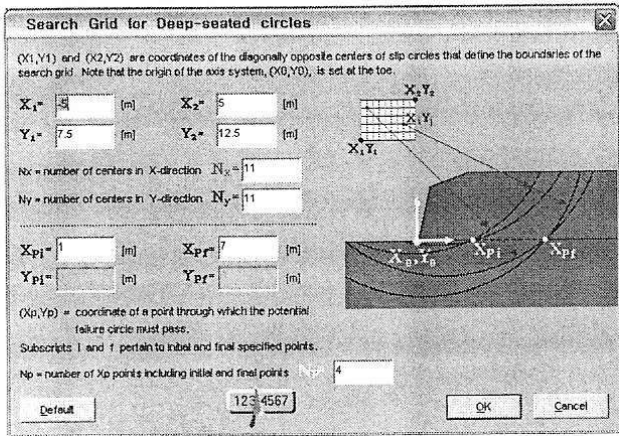 Search Grid for Deep-seated circles
(X1,Y1) and (X2,Y2) are coordinates of the diagonally opposite centers of slip circles that define the boundaries of the
search grid. Note that the origin of the axis system, (X0,Y0), is set at the toe.
X1= -5 [m] X2= 5 [m]
Y1= 7.5 [m] Y2= 12.5 [m]
X2Y2
XiYj
X1Y1
Nx = number of centers in X-direction Nx= 11
Ny = number of centers in Y-direction Ny= 11
XPi= 1 [m] XPf= 7 [m]
YPi= [m] YPf= [m]
X0,Y0 XPi XPf
(Xp,Yp) = coordinate of a point through which the potential
failure circle must pass.
Subscripts I and f pertain to initial and final specified points.
Np = number of Xp points including initial and final points Np 4
Default 1234567 OK Cancel